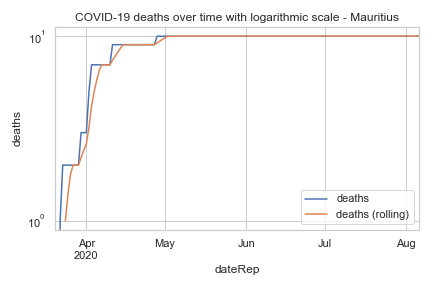 COVID-19 deaths over time with logarithmic scale - Mauritius
10¹
deaths
10⁰
deaths
deaths (rolling)
Apr
2020
May
Jun
Jul
Aug
dateRep